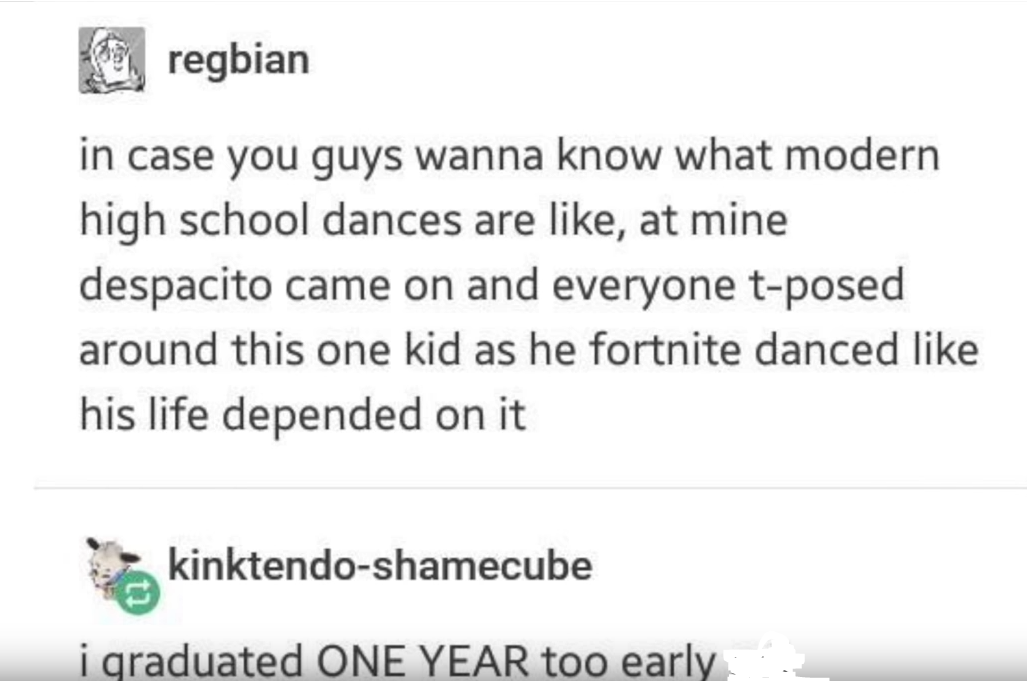 regbian
in case you guys wanna know what modern
high school dances are like, at mine
despacito came on and everyone t-posed
around this one kid as he fortnite danced like
his life depended on it
kinktendo-shamecube
i graduated ONE YEAR too early